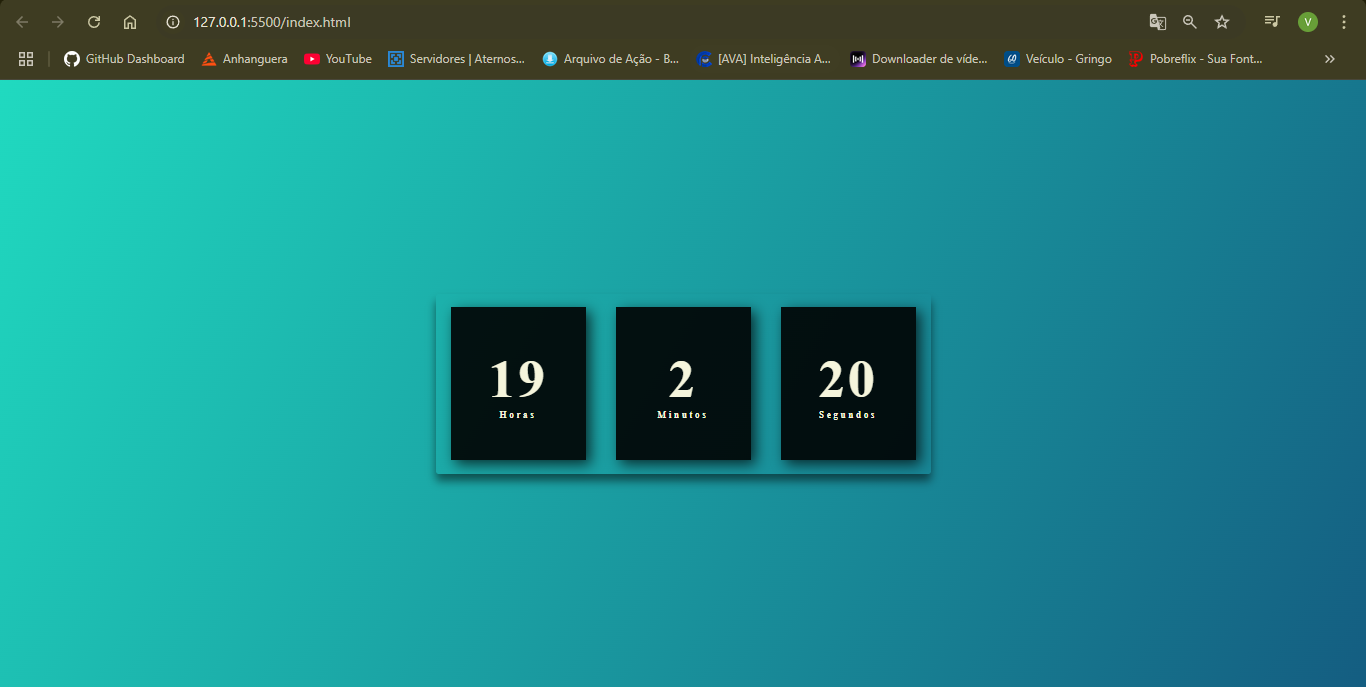 127.0.0.1:5500/index.html
V
GitHub Dashboard Anhanguera YouTube Servidores | Aternos... Arquivo de Ação - B... [AVA] Inteligência A... Downloader de víde... Veículo - Gringo Pobreflix - Sua Font...
19 2 20
Horas Minutos Segundos